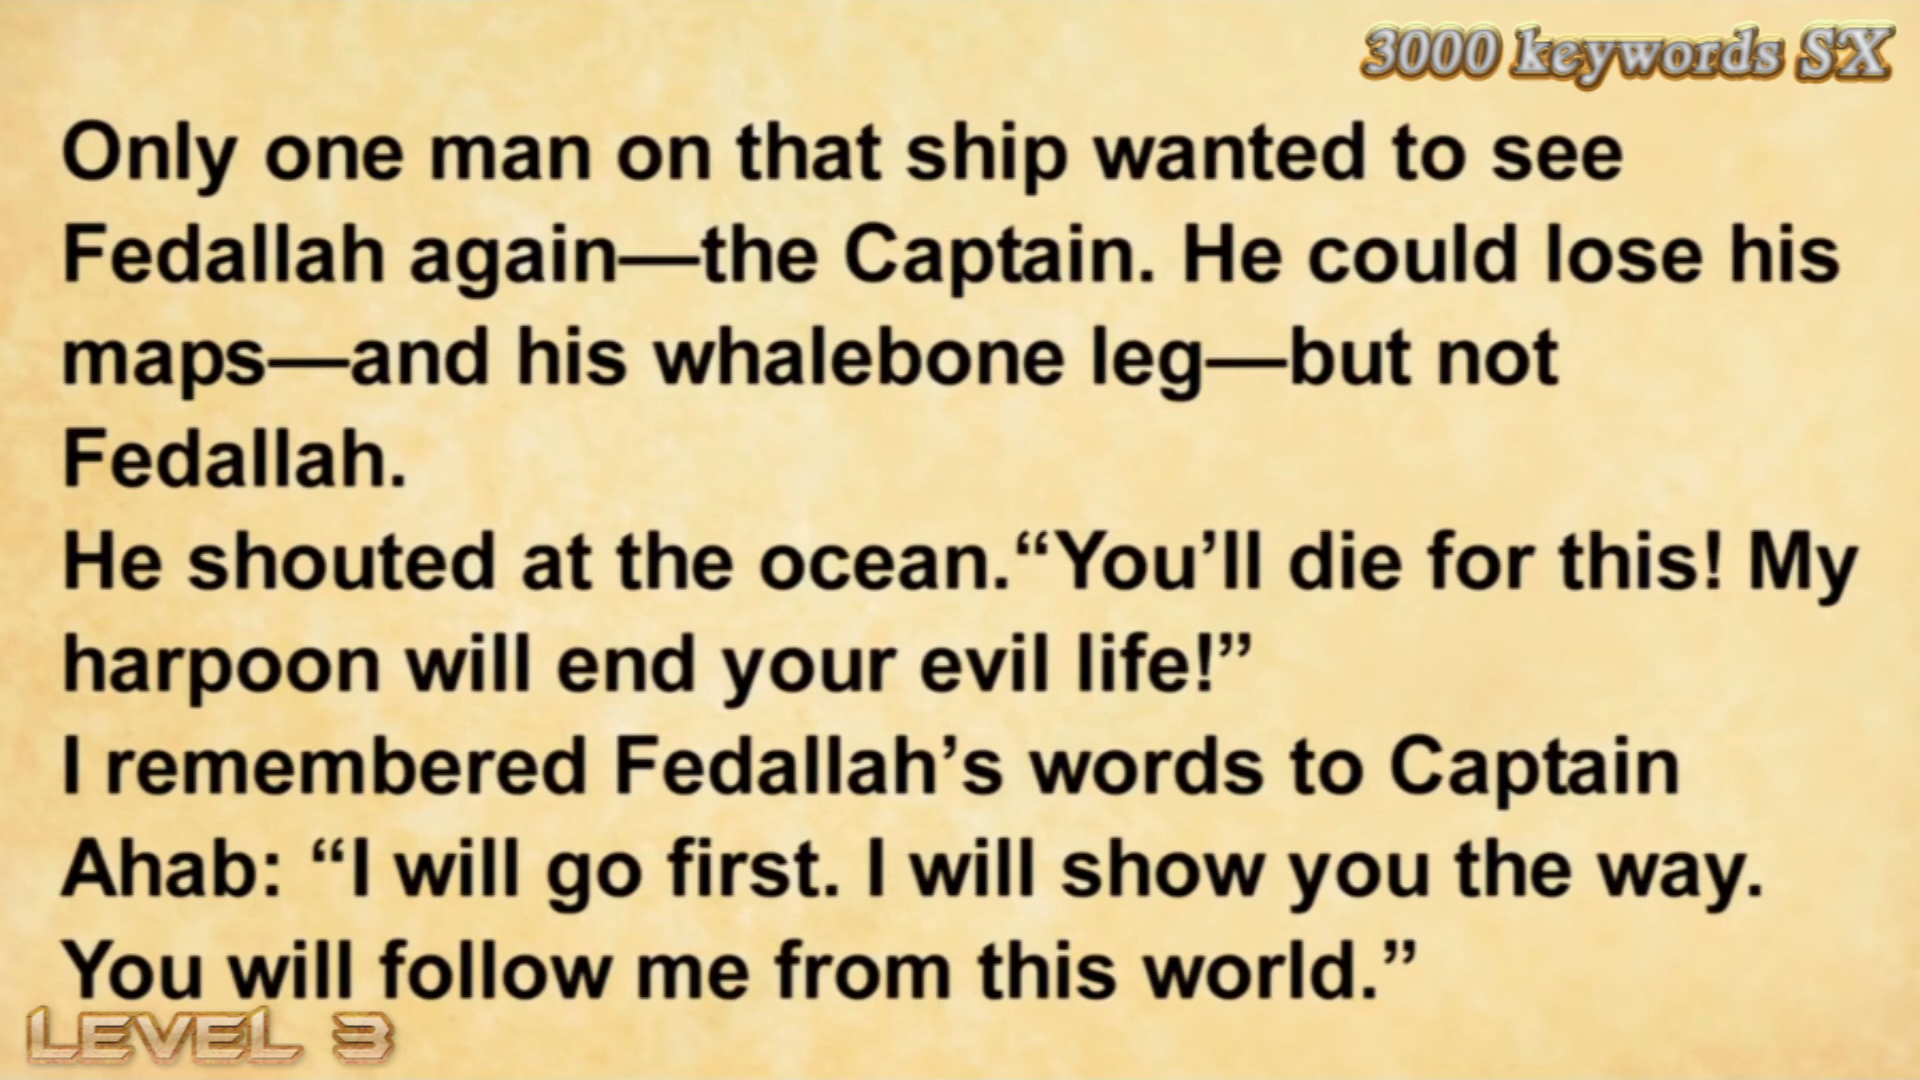 3000 keywords SX
Only one man on that ship wanted to see
Fedallah again—the Captain. He could lose his
maps—and his whalebone leg—but not
Fedallah.
He shouted at the ocean.“You’ll die for this! My
harpoon will end your evil life!”
I remembered Fedallah’s words to Captain
Ahab: “I will go first. I will show you the way.
You will follow me from this world.”
LEVEL 3